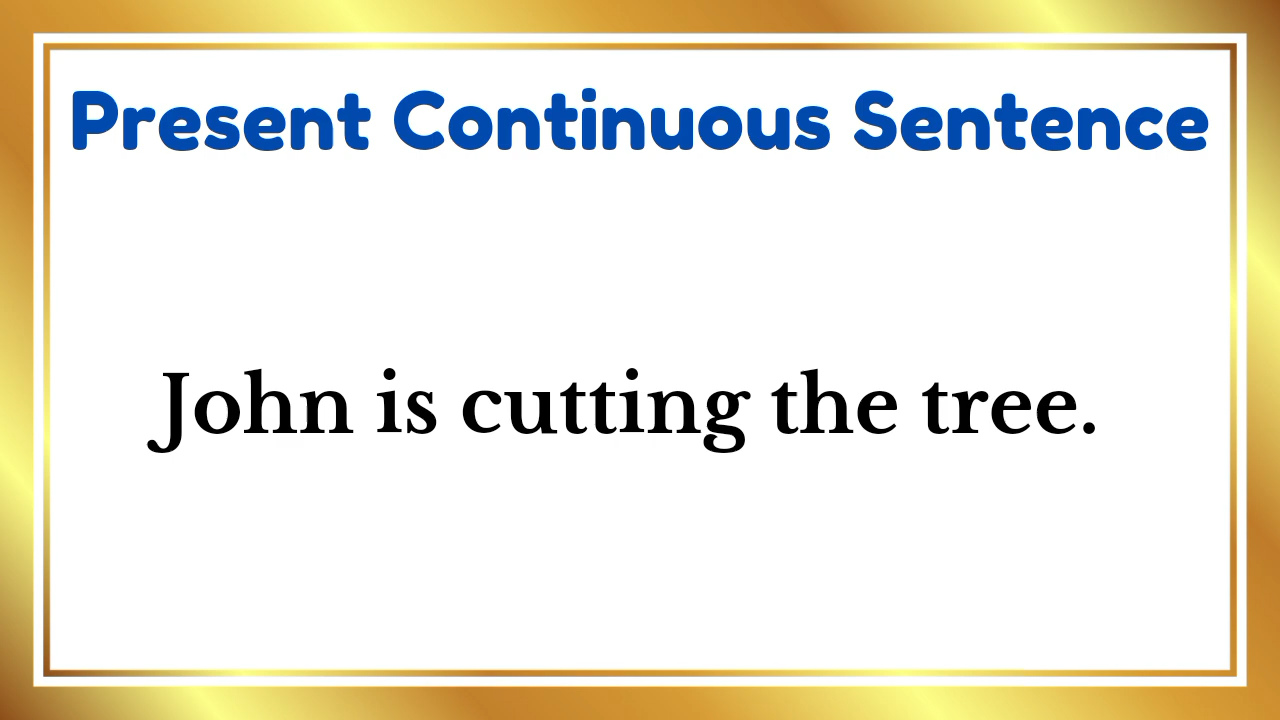 Present Continuous Sentence
John is cutting the tree.